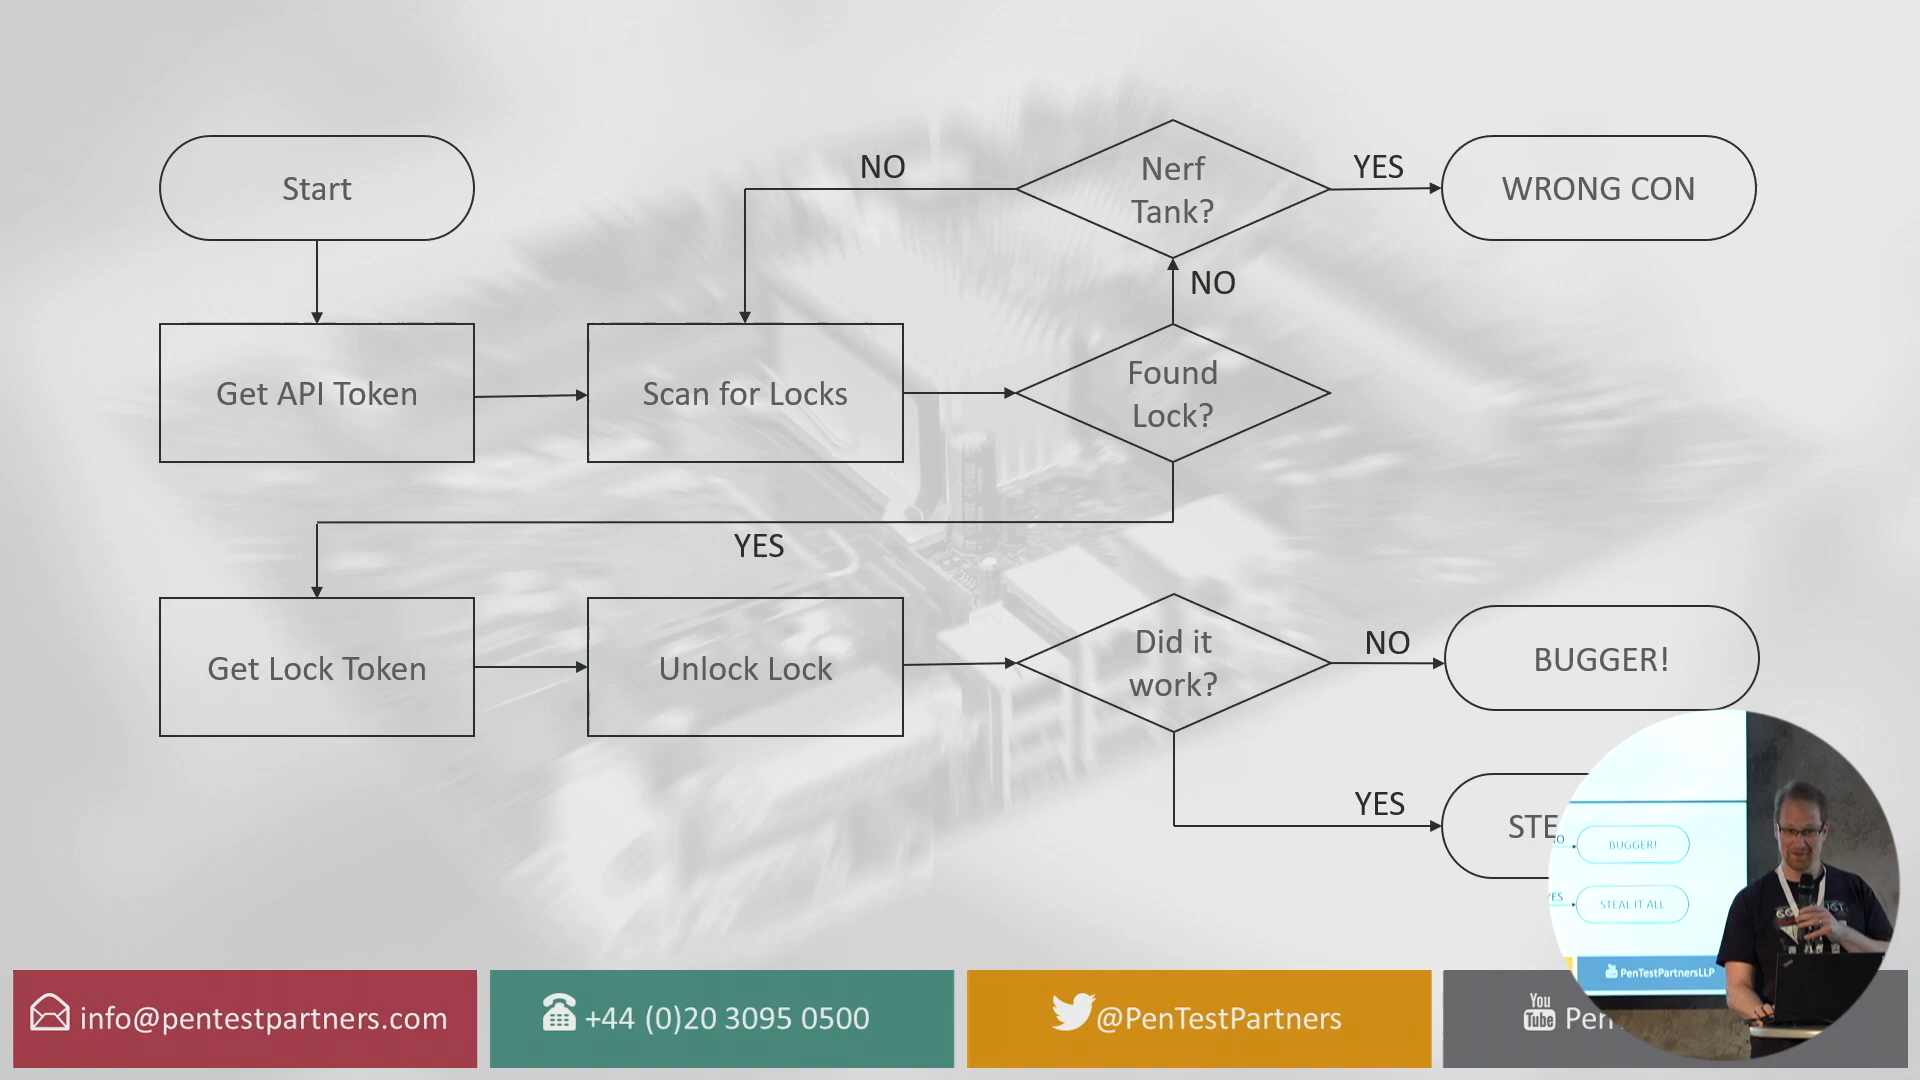 Start
NO
Nerf
Tank?
YES
WRONG CON
NO
Get API Token
Scan for Locks
Found
Lock?
YES
Get Lock Token
Unlock Lock
Did it
work?
NO
BUGGER!
YES
STE
BUGGER!
YES
STEAL IT ALL
PenTestPartnersLLP
info@pentestpartners.com
+44 (0)20 3095 0500
@PenTestPartners
You
Tube